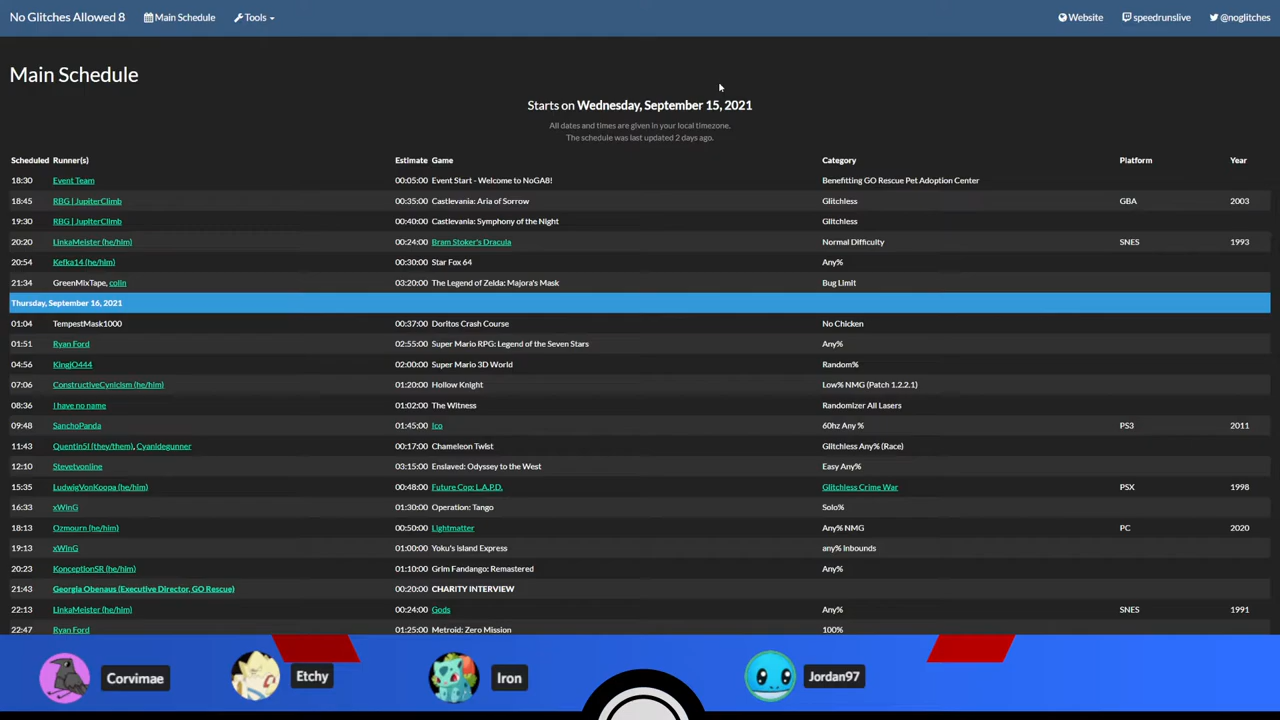 No Glitches Allowed 8 Main Schedule Tools Website speedrunslive @noglitches
Main Schedule
Starts on Wednesday, September 15, 2021
All dates and times are given in your local timezone.
The schedule was last updated 2 days ago.
Scheduled Runner(s) Estimate Game Category Platform Year
18:30 Event Team 00:05:00 Event Start - Welcome to NoGA8! Benefitting GO Rescue Pet Adoption Center
18:45 RBG | JupiterClimb 00:35:00 Castlevania: Aria of Sorrow Glitchless GBA 2003
19:30 RBG | JupiterClimb 00:40:00 Castlevania: Symphony of the Night Glitchless
20:20 LinkaMeister (he/him) 00:24:00 Bram Stoker's Dracula Normal Difficulty SNES 1993
20:54 Kefka14 (he/him) 00:30:00 Star Fox 64 Any%
21:34 GreenMixTape, colin 03:20:00 The Legend of Zelda: Majora's Mask Bug Limit
Thursday, September 16, 2021
01:04 TempestMask1000 00:37:00 Doritos Crash Course No Chicken
01:51 Ryan Ford 02:55:00 Super Mario RPG: Legend of the Seven Stars Any%
04:56 KingJO444 02:00:00 Super Mario 3D World Random%
07:06 ConstructiveCynicism (he/him) 01:20:00 Hollow Knight Low% NMG (Patch 1.2.2.1)
08:36 I have no name 01:02:00 The Witness Randomizer All Lasers
09:48 SanchoPanda 01:45:00 Ico 60hz Any % PS3 2011
11:43 Quentin5l (they/them), Cyanidegunner 00:17:00 Chameleon Twist Glitchless Any% (Race)
12:10 Stevetvonline 03:15:00 Enslaved: Odyssey to the West Easy Any%
15:35 LudwigVonKoopa (he/him) 00:48:00 Future Cop: L.A.P.D. Glitchless Crime War PSX 1998
16:33 xWinG 01:30:00 Operation: Tango Solo%
18:13 Ozmourn (he/him) 00:50:00 Lightmatter Any% NMG PC 2020
19:13 xWinG 01:00:00 Yoku's Island Express any% Inbounds
20:23 KonceptionSR (he/him) 01:10:00 Grim Fandango: Remastered Any%
21:43 Georgia Obenaus (Executive Director, GO Rescue) 00:20:00 CHARITY INTERVIEW
22:13 LinkaMeister (he/him) 00:24:00 Gods Any% SNES 1991
22:47 Ryan Ford 01:25:00 Metroid: Zero Mission 100%
Corvimae Etchy Iron Jordan97